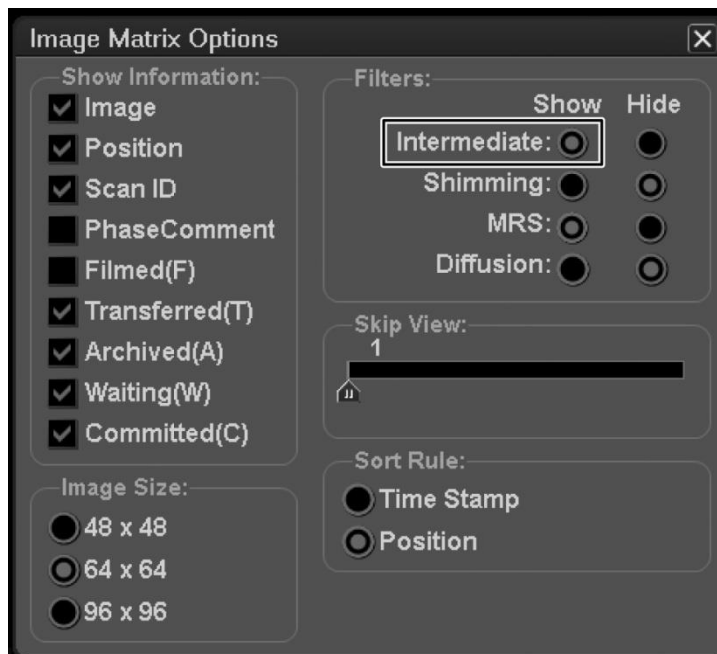 Image Matrix Options
Show Information:
Image
Position
Scan ID
PhaseComment
Filmed(F)
Transferred(T)
Archived(A)
Waiting(W)
Committed(C)
Image Size:
48 x 48
64 x 64
96 x 96
Filters:
Show Hide
Intermediate:
Shimming:
MRS:
Diffusion:
Skip View:
1
Sort Rule:
Time Stamp
Position